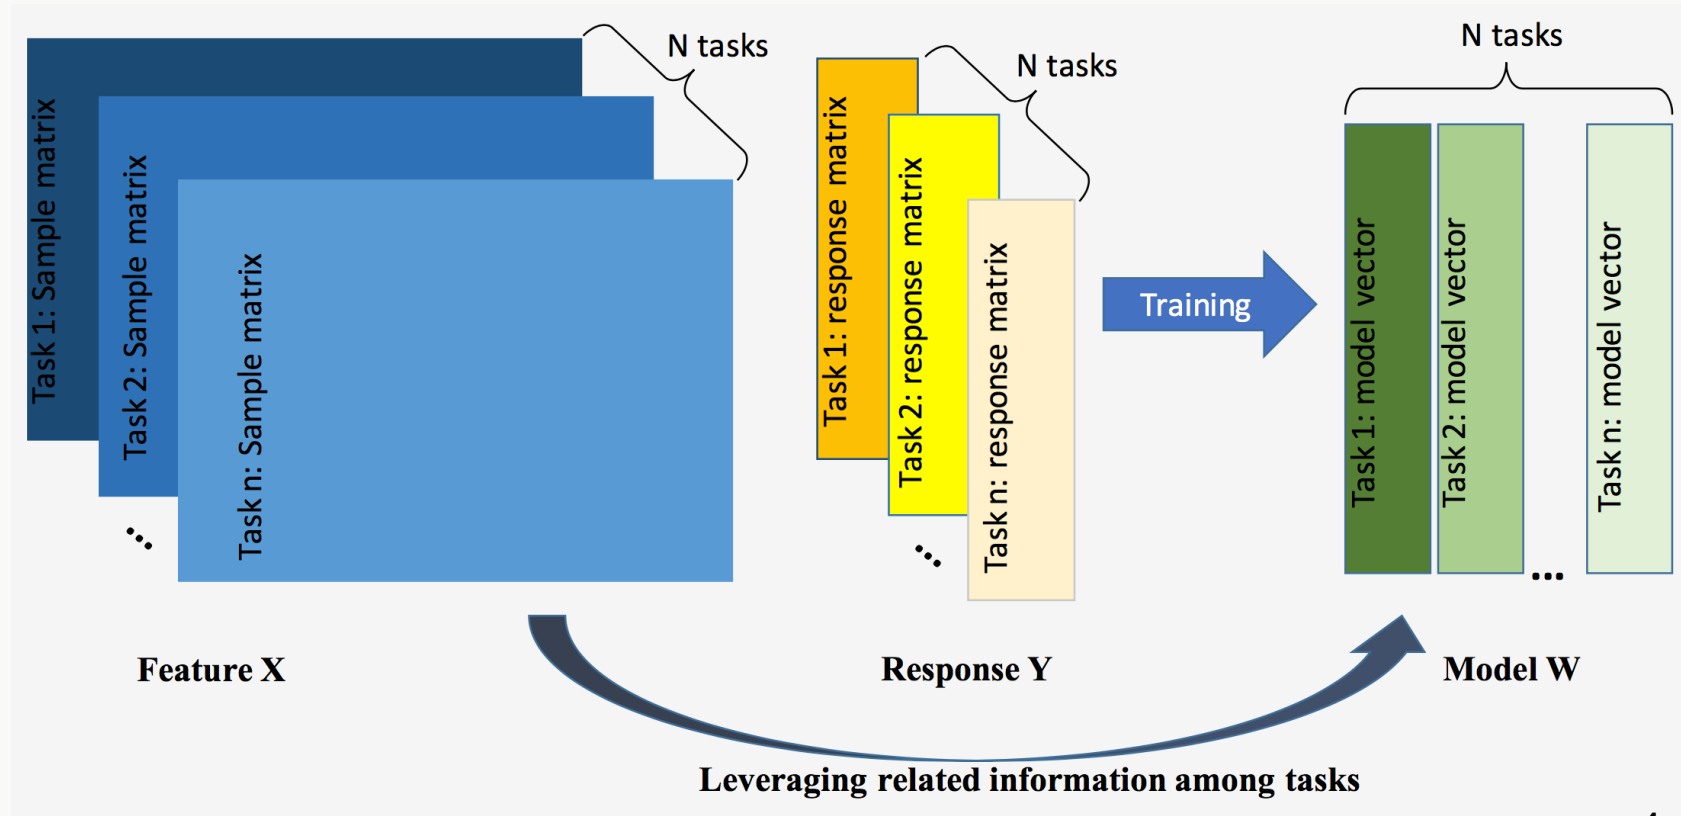 N tasks
Task 1: Sample matrix
Task 2: Sample matrix
Task n: Sample matrix
...
Feature X
N tasks
Task 1: response matrix
Task 2: response matrix
Task n: response matrix
...
Response Y
Training
N tasks
Task 1: model vector
Task 2: model vector
...
Task n: model vector
Model W
Leveraging related information among tasks